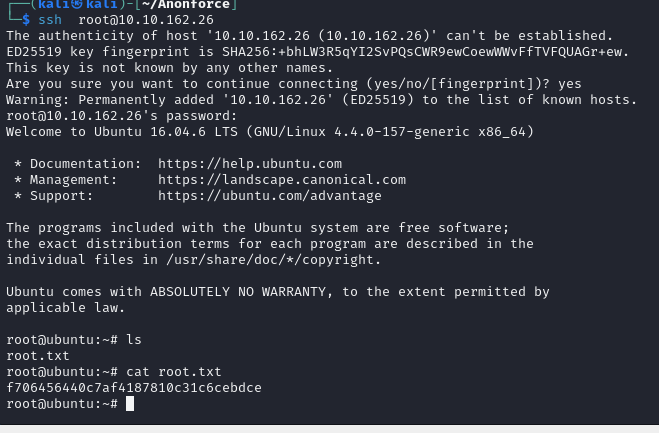 ┌──(kali㉿kali)-[~/Anonforce]
└─$ ssh  root@10.10.162.26
The authenticity of host '10.10.162.26 (10.10.162.26)' can't be established.
ED25519 key fingerprint is SHA256:+bhLW3R5qYI2SvPQsCWR9ewCoewWWvFfTVFQUAGr+ew.
This key is not known by any other names.
Are you sure you want to continue connecting (yes/no/[fingerprint])? yes
Warning: Permanently added '10.10.162.26' (ED25519) to the list of known hosts.
root@10.10.162.26's password:
Welcome to Ubuntu 16.04.6 LTS (GNU/Linux 4.4.0-157-generic x86_64)
* Documentation:  https://help.ubuntu.com
* Management:     https://landscape.canonical.com
* Support:        https://ubuntu.com/advantage
The programs included with the Ubuntu system are free software;
the exact distribution terms for each program are described in the
individual files in /usr/share/doc/*/copyright.
Ubuntu comes with ABSOLUTELY NO WARRANTY, to the extent permitted by
applicable law.
root@ubuntu:~# ls
root.txt
root@ubuntu:~# cat root.txt
f706456440c7af4187810c31c6cebdce
root@ubuntu:~#